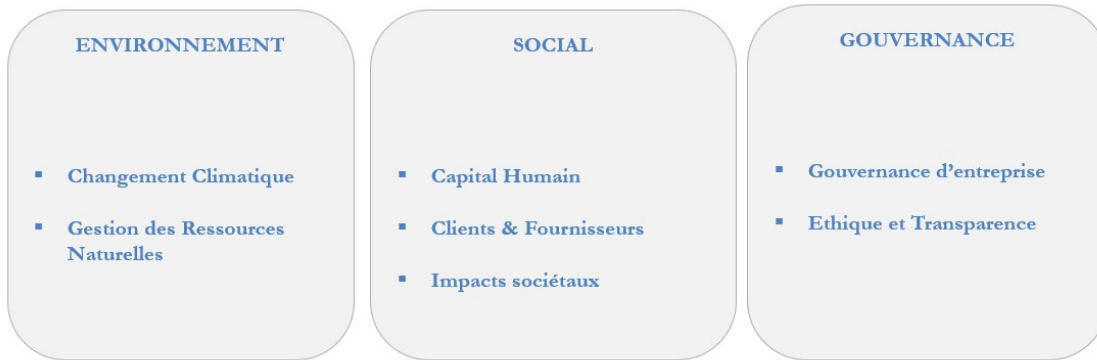 ENVIRONNEMENT
▪ Changement Climatique
▪ Gestion des Ressources
Naturelles
SOCIAL
▪ Capital Humain
▪ Clients & Fournisseurs
▪ Impacts sociétaux
GOUVERNANCE
▪ Gouvernance d’entreprise
▪ Ethique et Transparence